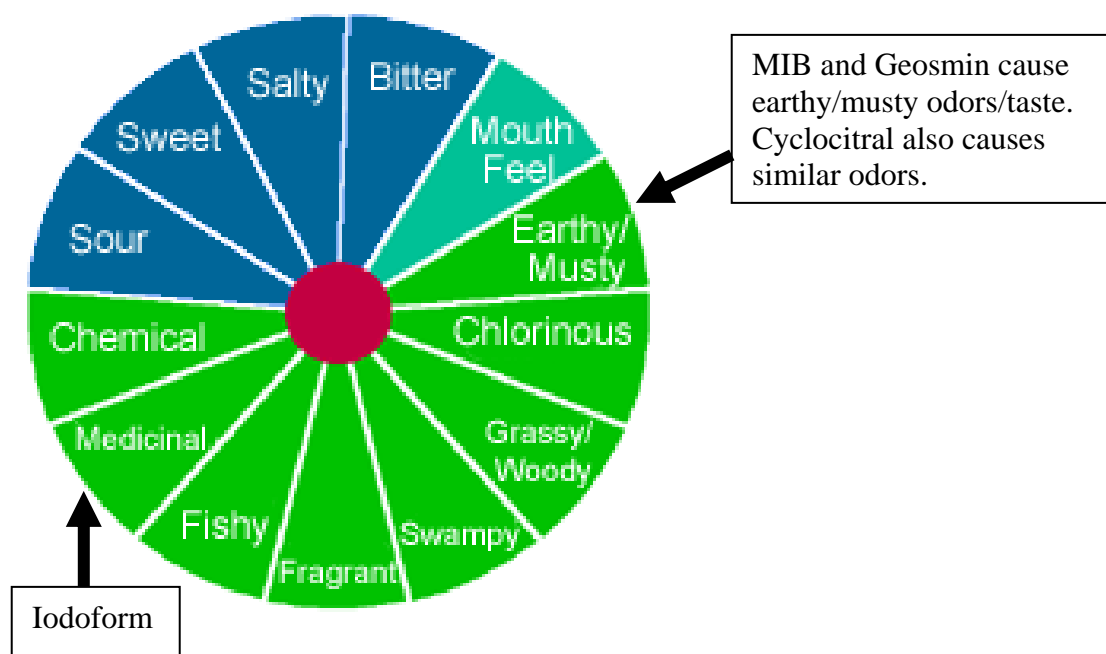 Salty
Bitter
Sweet
Mouth
Feel
Sour
Earthy/
Musty
Chemical
Chlorinous
Medicinal
Grassy/
Woody
Fishy
Swampy
Fragrant
MIB and Geosmin cause
earthy/musty odors/taste.
Cyclocitral also causes
similar odors.
Iodoform